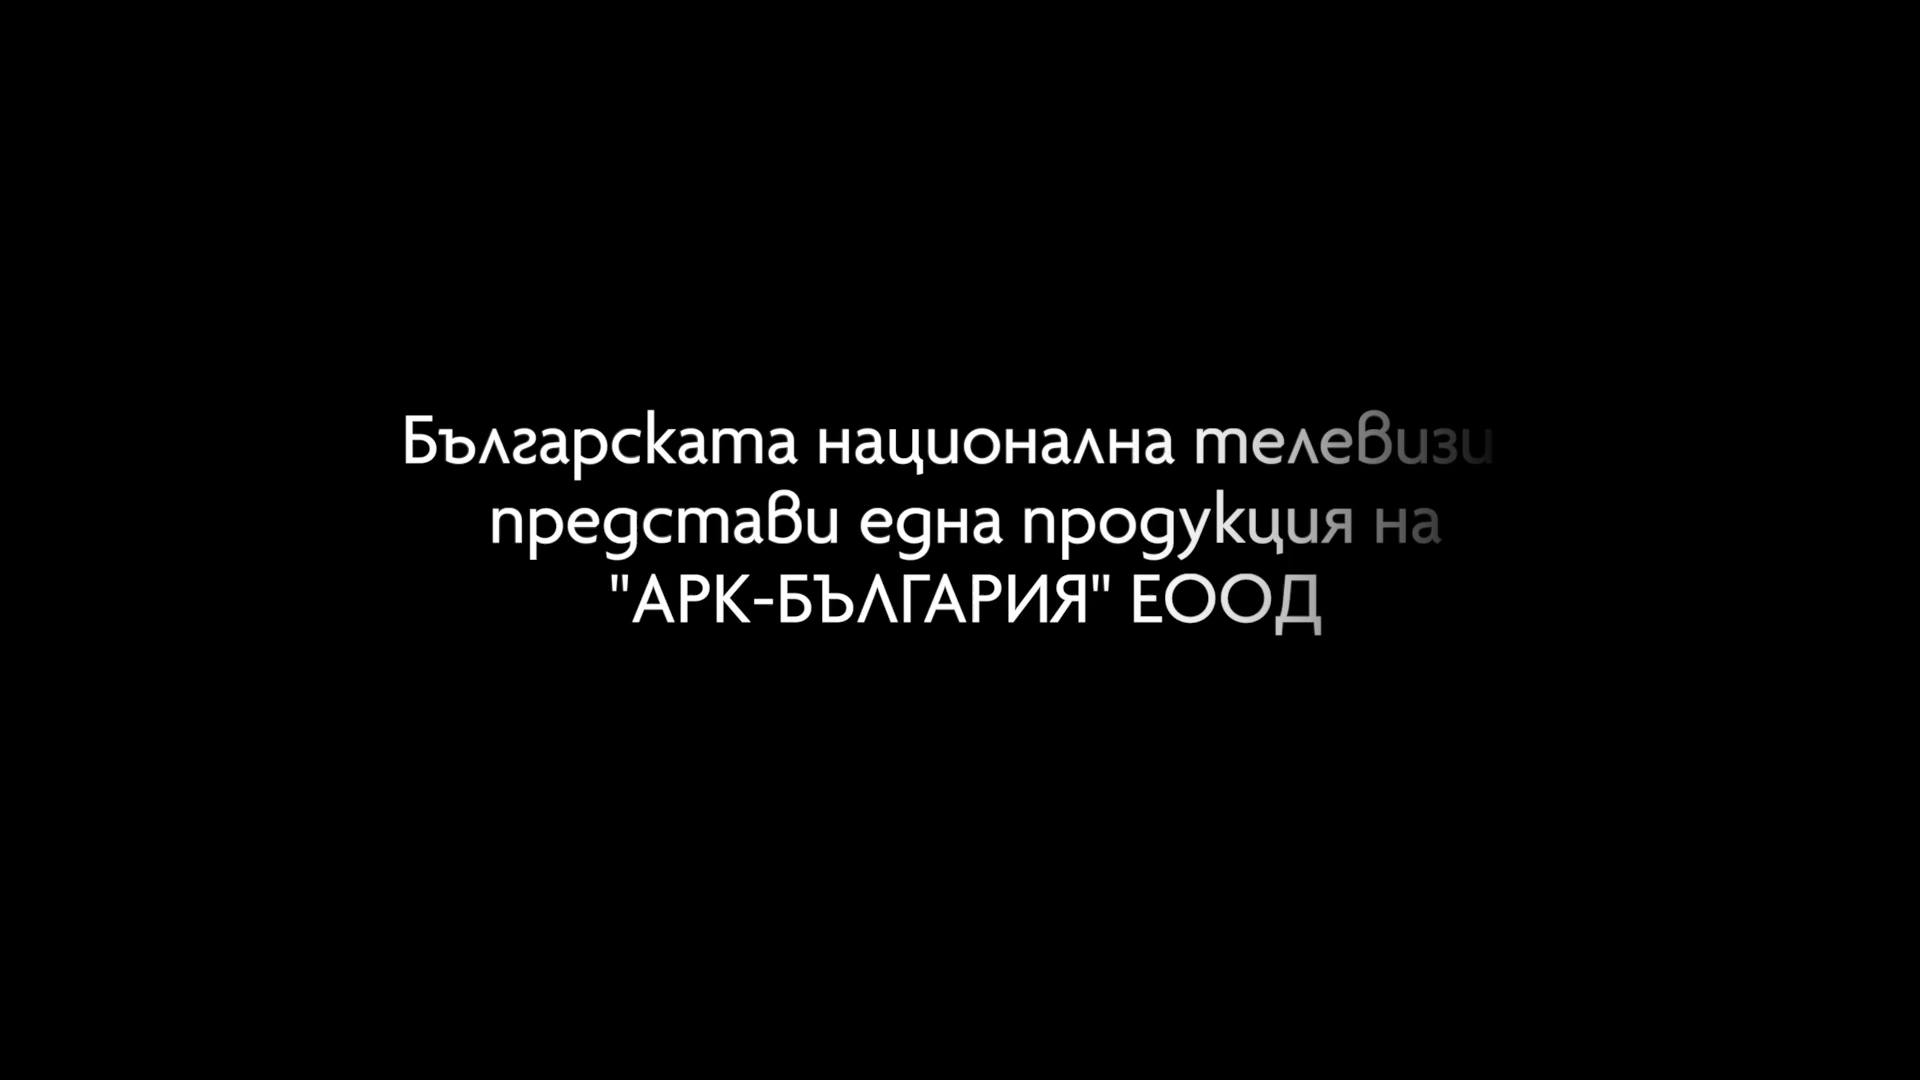 Българската национална телевизи
представи една продукция на
"АРК-БЪЛГАРИЯ" ЕООД